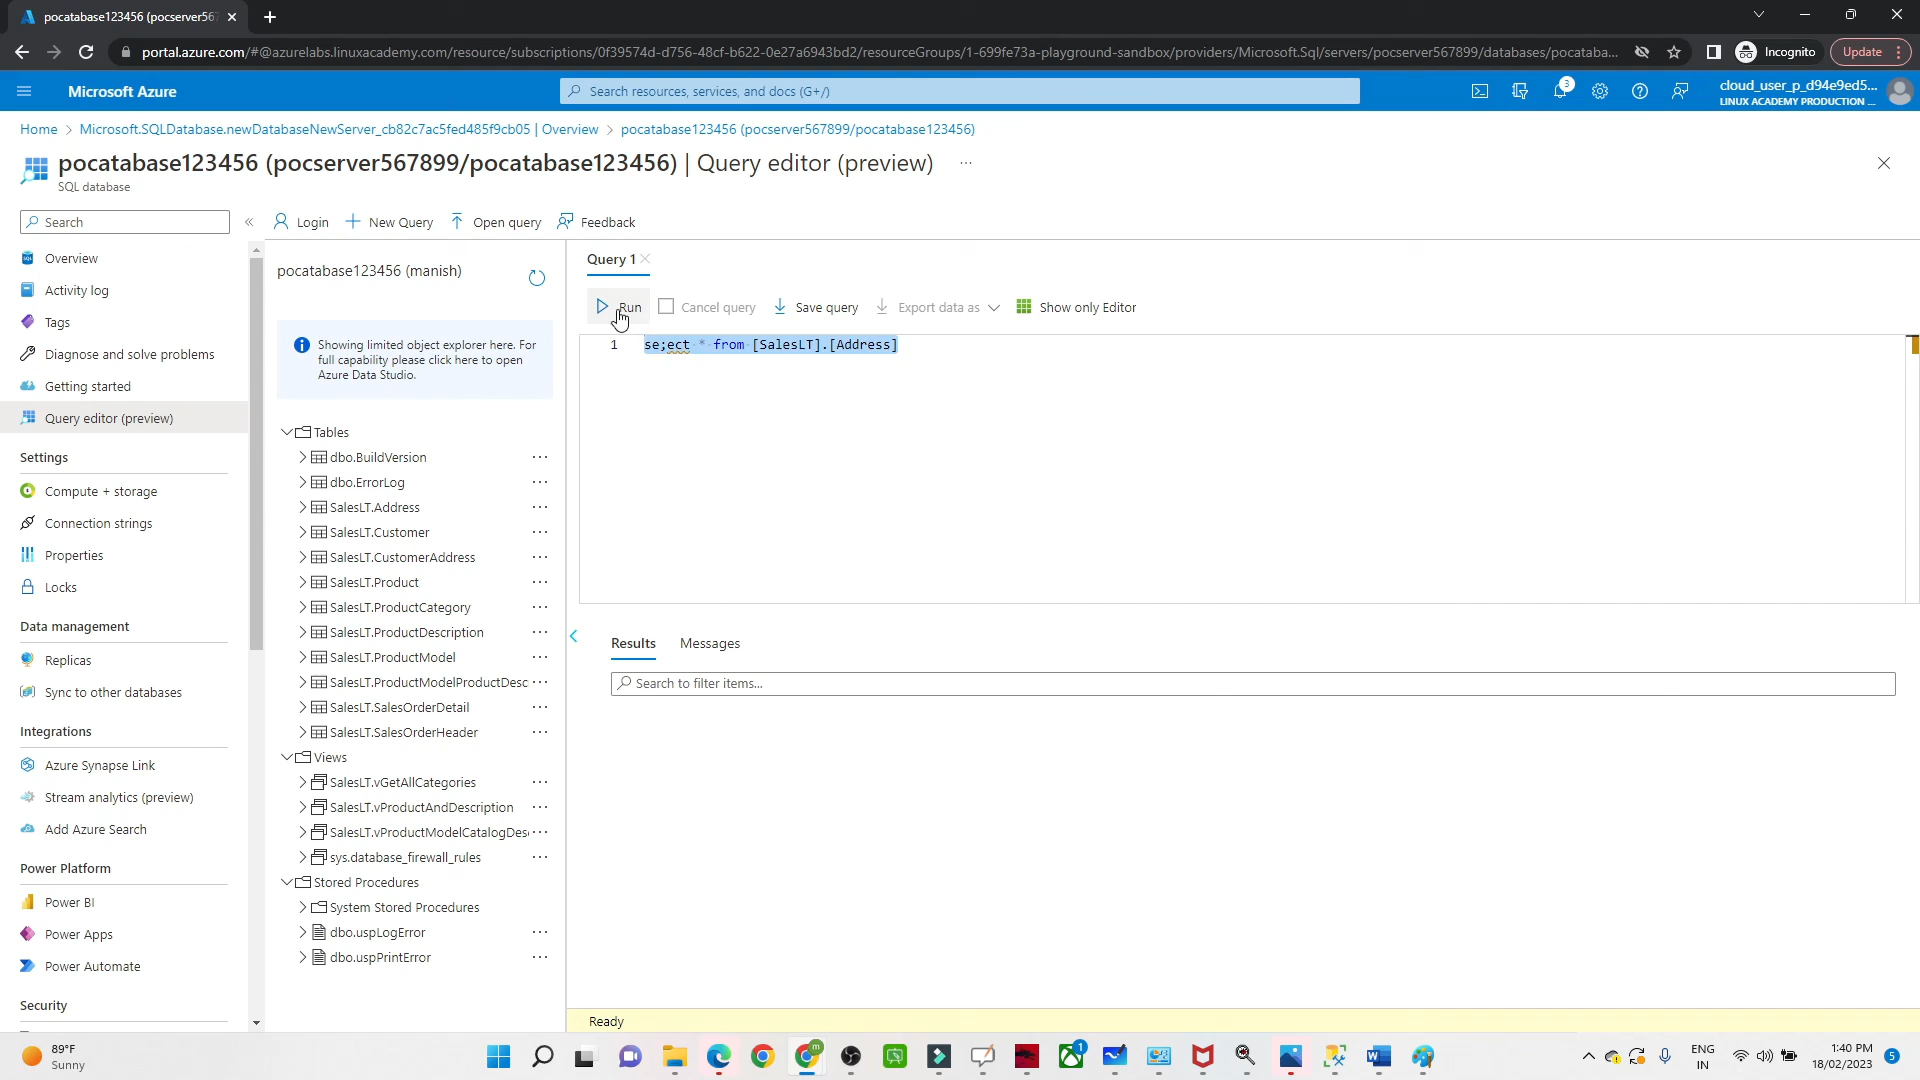 pocatabase123456 (pocserver567
portal.azure.com/#@azurelabs.linuxacademy.com/resource/subscriptions/0f39574d-d756-48cf-b622-0e27a6943bd2/resourceGroups/1-699fe73a-playground-sandbox/providers/Microsoft.Sql/servers/pocserver567899/databases/pocataba...
Incognito
Update
Microsoft Azure
Search resources, services, and docs (G+/)
3
cloud_user_p_d94e9ed5...
LINUX ACADEMY PRODUCTION ...
Home > Microsoft.SQLDatabase.newDatabaseNewServer_cb82c7ac5fed485f9cb05 | Overview > pocatabase123456 (pocserver567899/pocatabase123456)
pocatabase123456 (pocserver567899/pocatabase123456) | Query editor (preview) ...
SQL database
Search
Overview
Activity log
Tags
Diagnose and solve problems
Getting started
Query editor (preview)
Settings
Compute + storage
Connection strings
Properties
Locks
Data management
Replicas
Sync to other databases
Integrations
Azure Synapse Link
Stream analytics (preview)
Add Azure Search
Power Platform
Power BI
Power Apps
Power Automate
Security
Login
New Query
Open query
Feedback
pocatabase123456 (manish)
Showing limited object explorer here. For
full capability please click here to open
Azure Data Studio.
Tables
dbo.BuildVersion
dbo.ErrorLog
SalesLT.Address
SalesLT.Customer
SalesLT.CustomerAddress
SalesLT.Product
SalesLT.ProductCategory
SalesLT.ProductDescription
SalesLT.ProductModel
SalesLT.ProductModelProductDesc
SalesLT.SalesOrderDetail
SalesLT.SalesOrderHeader
Views
SalesLT.vGetAllCategories
SalesLT.vProductAndDescription
SalesLT.vProductModelCatalogDes
sys.database_firewall_rules
Stored Procedures
System Stored Procedures
dbo.uspLogError
dbo.uspPrintError
Query 1
Run
Cancel query
Save query
Export data as
Show only Editor
1 se;ect * from [SalesLT].[Address]
Results
Messages
Search to filter items...
Ready
89°F
Sunny
m
1
ENG
IN
1:40 PM
18/02/2023
5